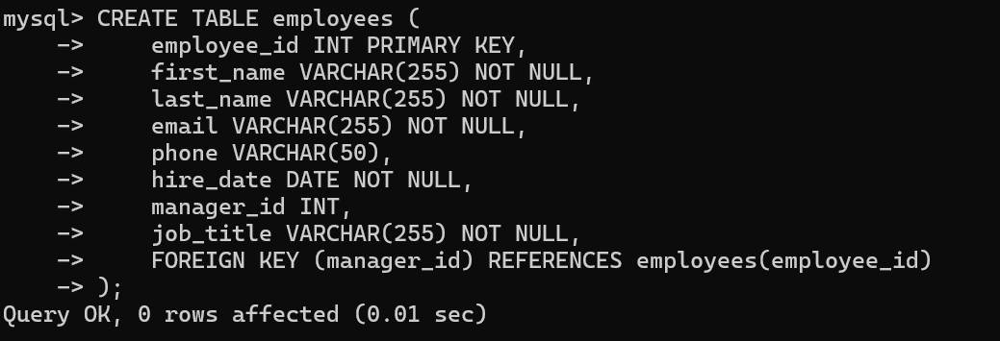 mysql> CREATE TABLE employees (
    ->     employee_id INT PRIMARY KEY,
    ->     first_name VARCHAR(255) NOT NULL,
    ->     last_name VARCHAR(255) NOT NULL,
    ->     email VARCHAR(255) NOT NULL,
    ->     phone VARCHAR(50),
    ->     hire_date DATE NOT NULL,
    ->     manager_id INT,
    ->     job_title VARCHAR(255) NOT NULL,
    ->     FOREIGN KEY (manager_id) REFERENCES employees(employee_id)
    -> );
Query OK, 0 rows affected (0.01 sec)